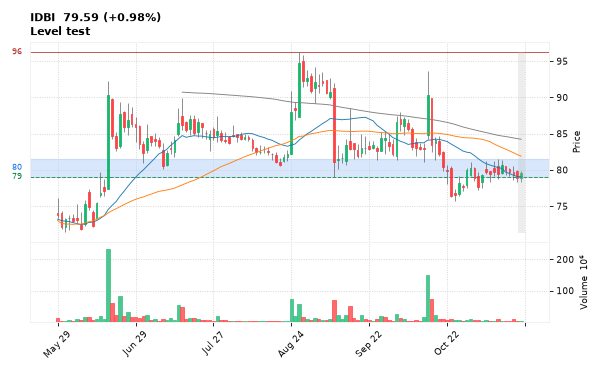 IDBI 79.59 (+0.98%)
Level test
96
80
79
95
90
85
80
75
Price
200
100
Volume 10⁶
May 29
Jun 29
Jul 27
Aug 24
Sep 22
Oct 22